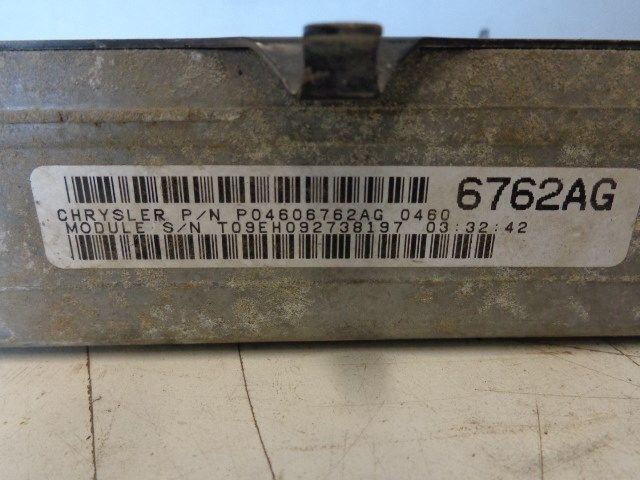 6762AG
CHRYSLER P/N P04606762AG 0460
MODULE S/N T09EH092738197 03:32:42